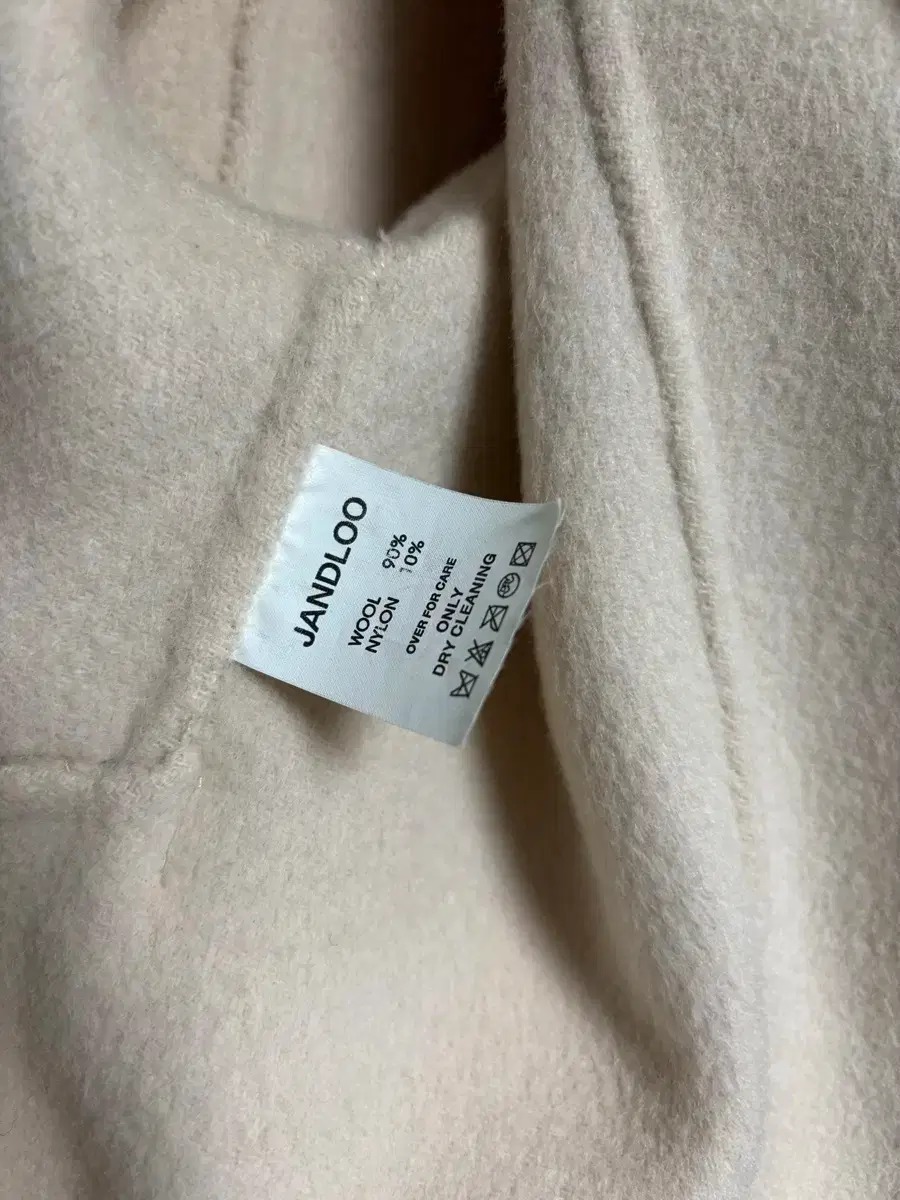 JANDLOO
WOOL 90%
NYLON 10%
OVER FOR CARE
ONLY
DRY CLEANING